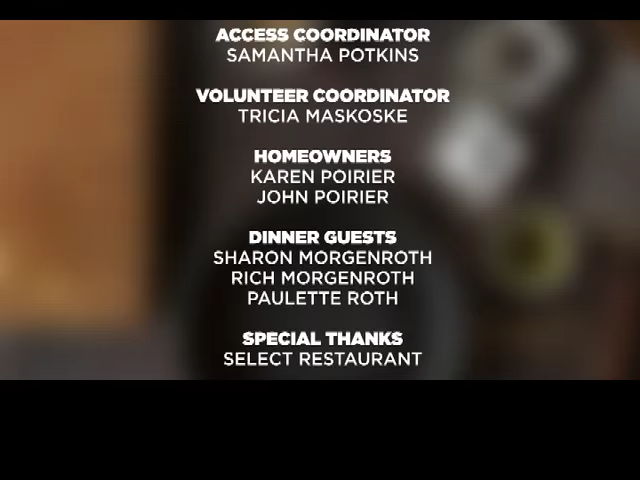 ACCESS COORDINATOR
SAMANTHA POTKINS
VOLUNTEER COORDINATOR
TRICIA MASKOSKE
HOMEOWNERS
KAREN POIRIER
JOHN POIRIER
DINNER GUESTS
SHARON MORGENROTH
RICH MORGENROTH
PAULETTE ROTH
SPECIAL THANKS
SELECT RESTAURANT